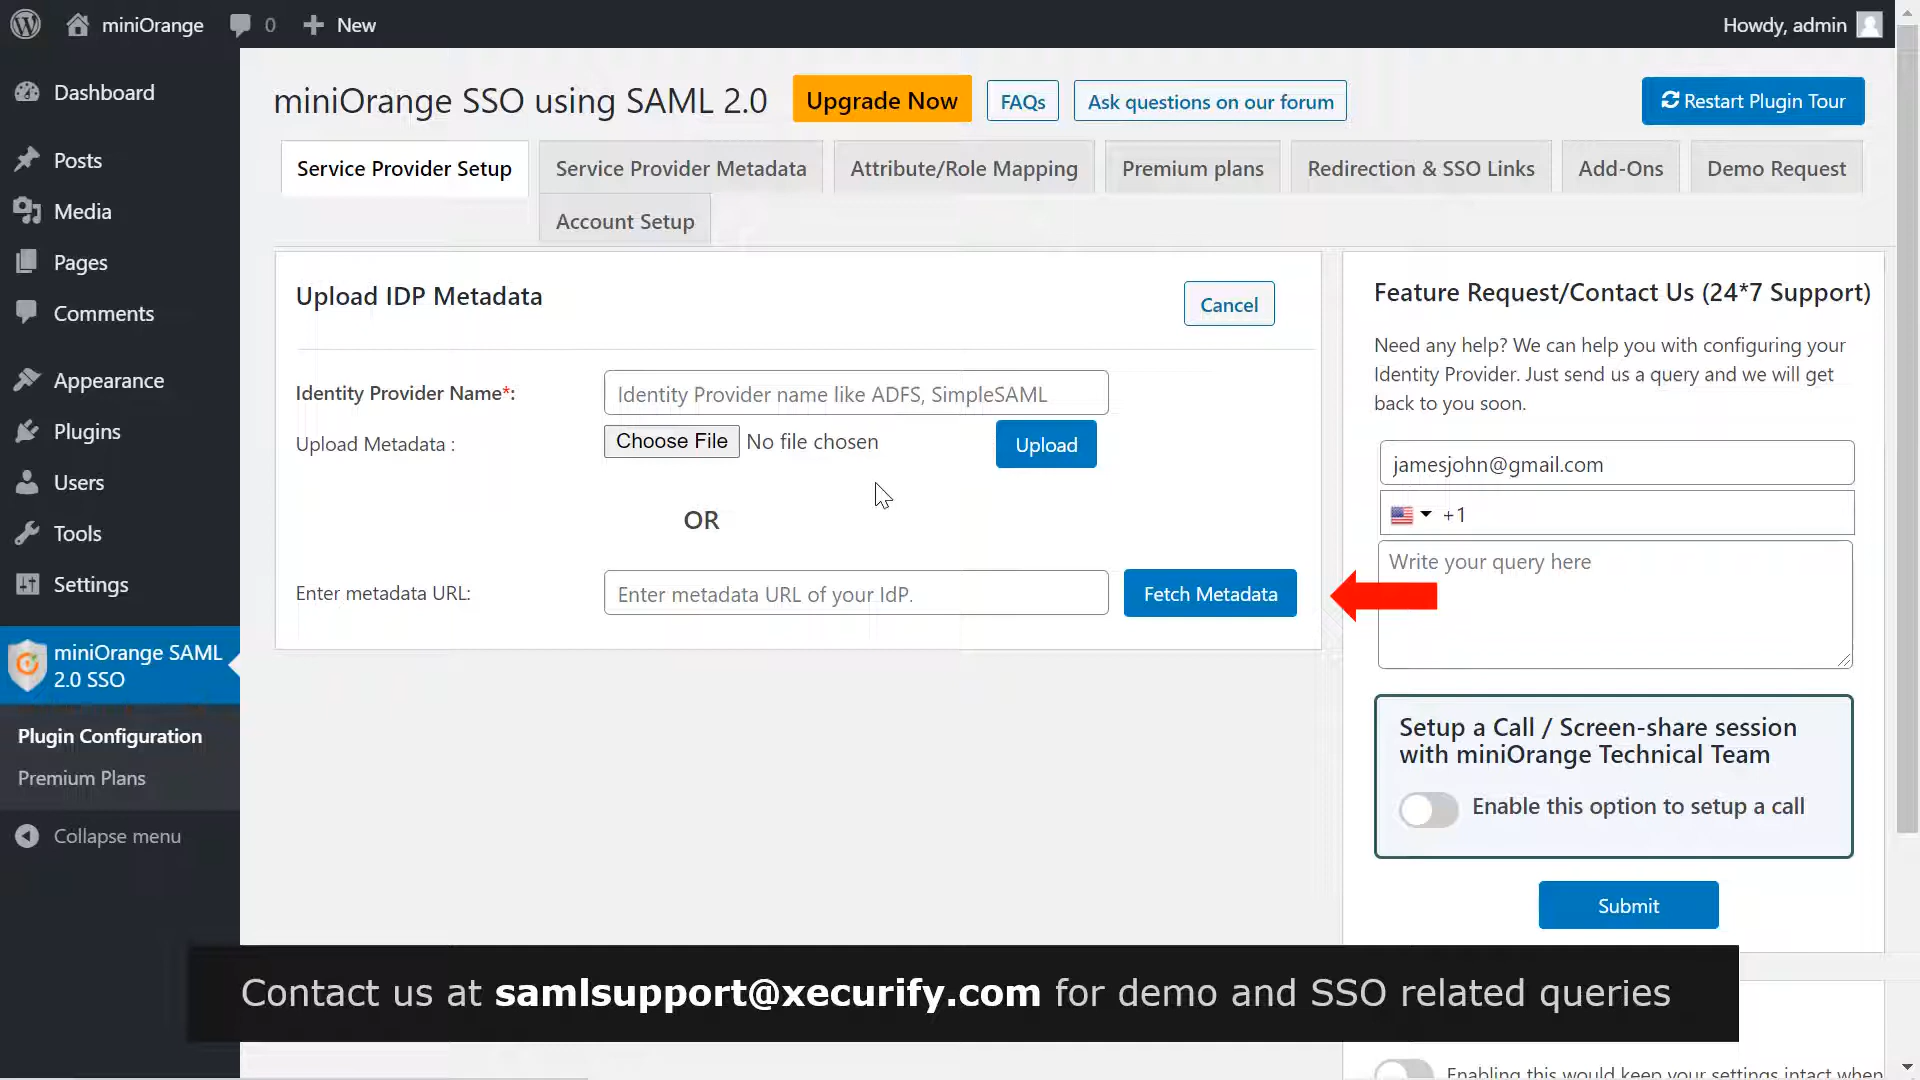 miniOrange
0
New
Howdy, admin
Dashboard
Posts
Media
Pages
Comments
Appearance
Plugins
Users
Tools
Settings
miniOrange SAML
2.0 SSO
Plugin Configuration
Premium Plans
Collapse menu
miniOrange SSO using SAML 2.0
Upgrade Now
FAQs
Ask questions on our forum
Restart Plugin Tour
Service Provider Setup
Service Provider Metadata
Attribute/Role Mapping
Premium plans
Redirection & SSO Links
Add-Ons
Demo Request
Account Setup
Upload IDP Metadata
Cancel
Identity Provider Name*:
Identity Provider name like ADFS, SimpleSAML
Upload Metadata :
Choose File No file chosen
Upload
OR
Enter metadata URL:
Enter metadata URL of your IdP.
Fetch Metadata
Feature Request/Contact Us (24*7 Support)
Need any help? We can help you with configuring your
Identity Provider. Just send us a query and we will get
back to you soon.
jamesjohn@gmail.com
+1
Write your query here
Setup a Call / Screen-share session
with miniOrange Technical Team
Enable this option to setup a call
Submit
Contact us at samlsupport@xecurify.com for demo and SSO related queries
Enabling this would keep your settings intact when